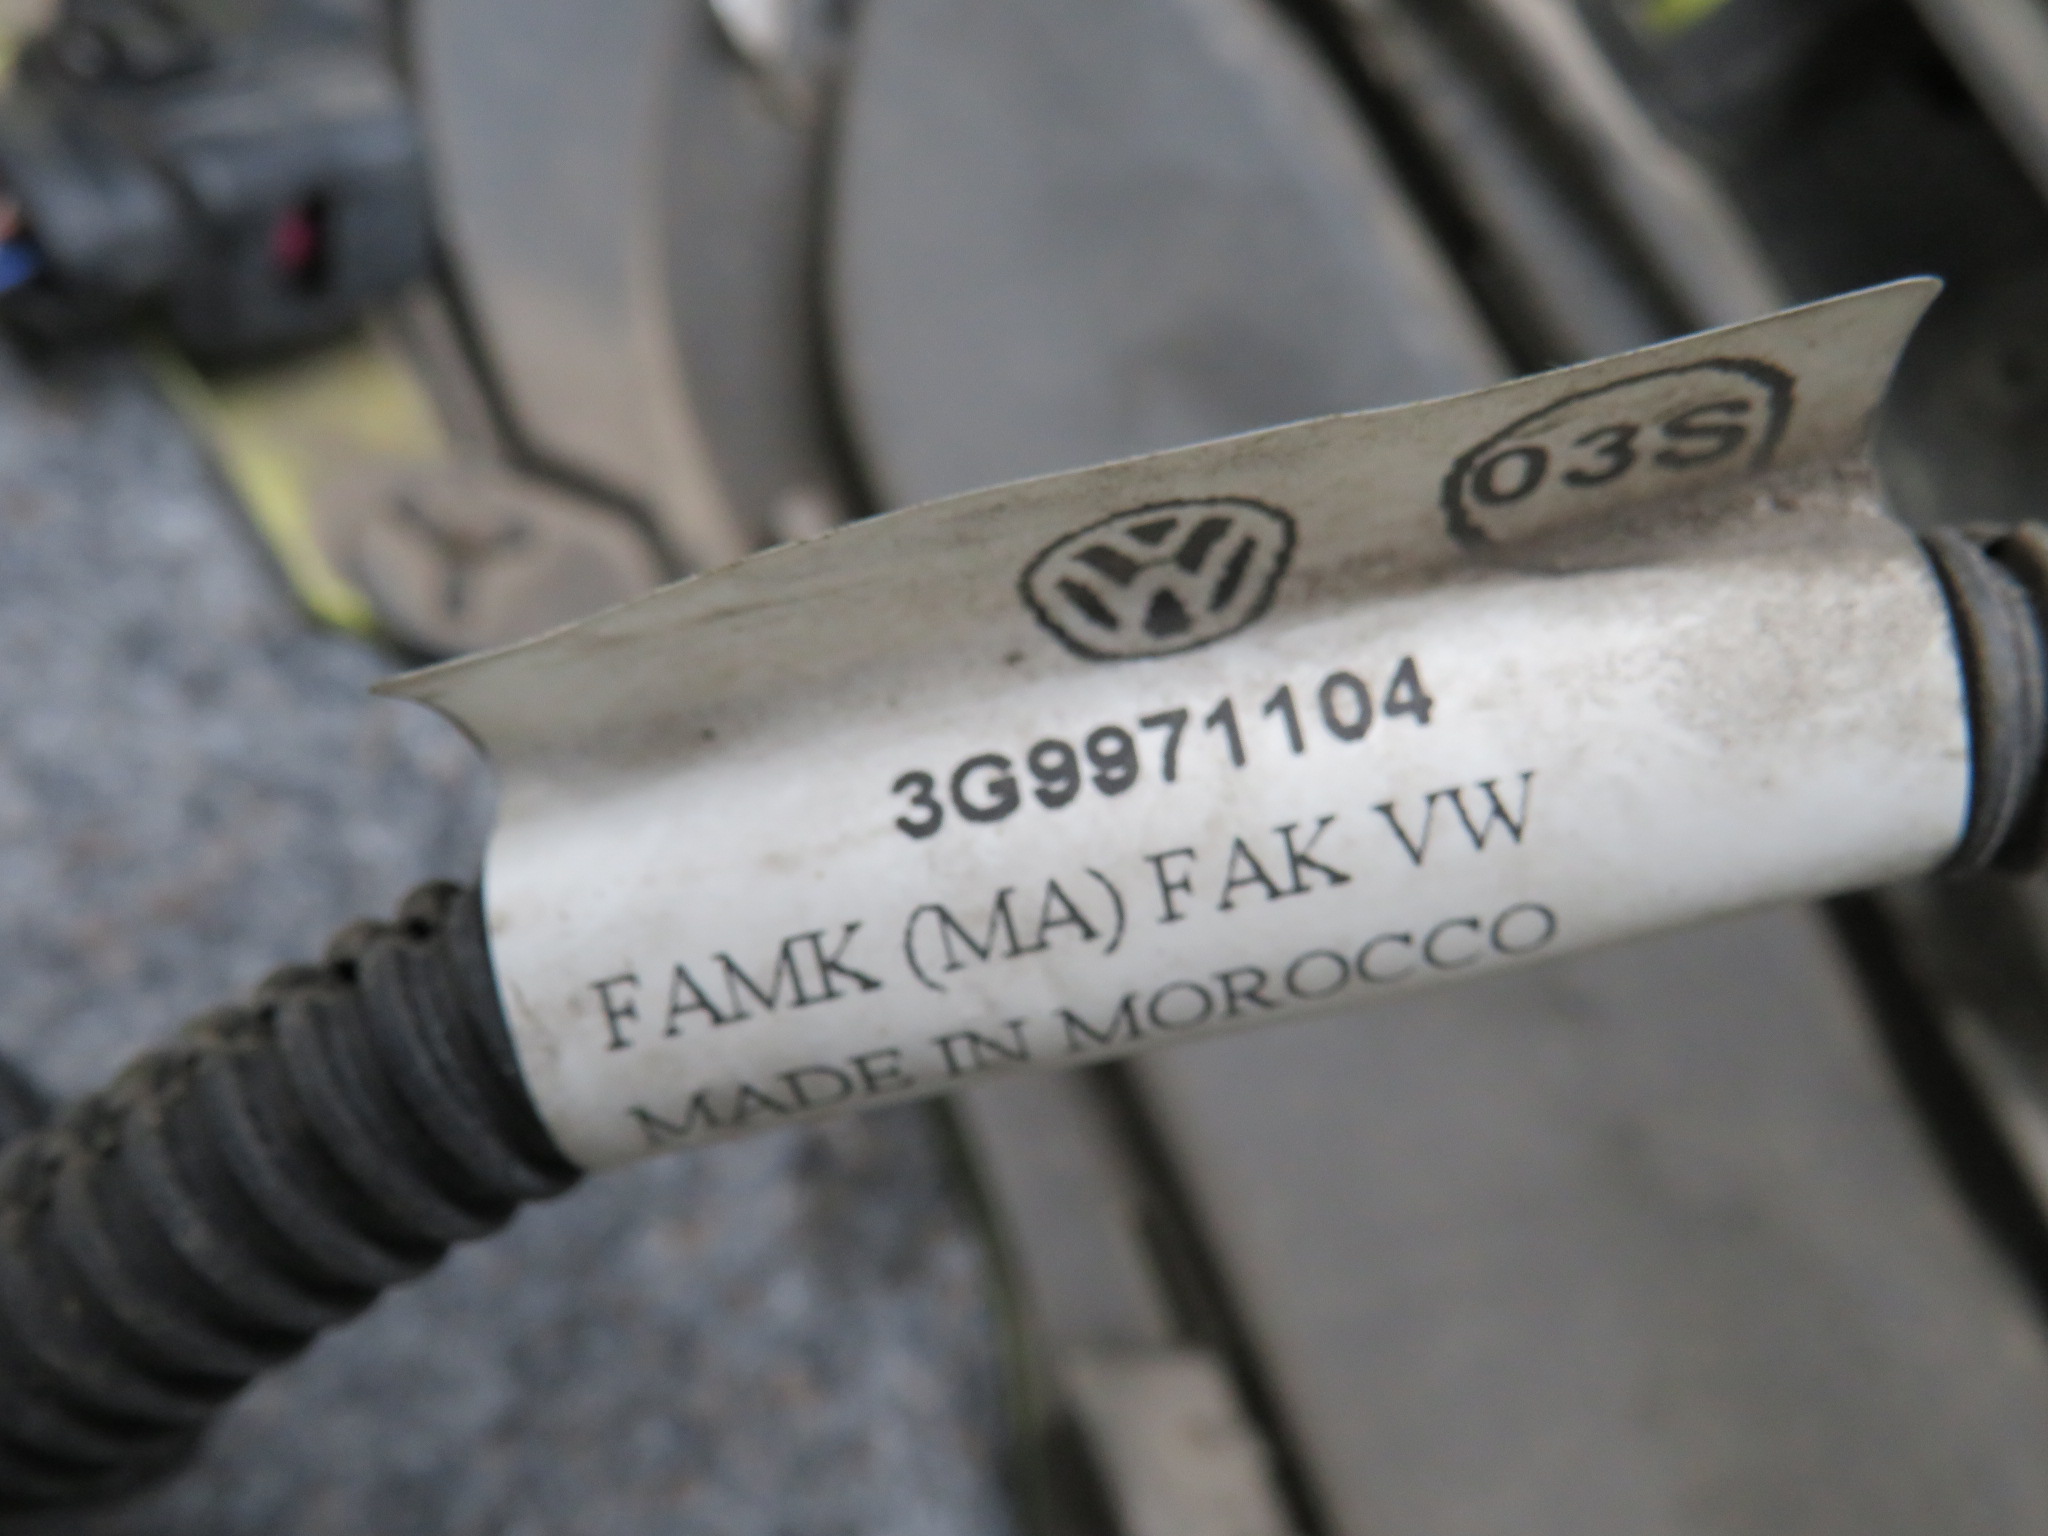 03S
3G9971104
FAMK (MA) FAK VW
MADE IN MOROCCO